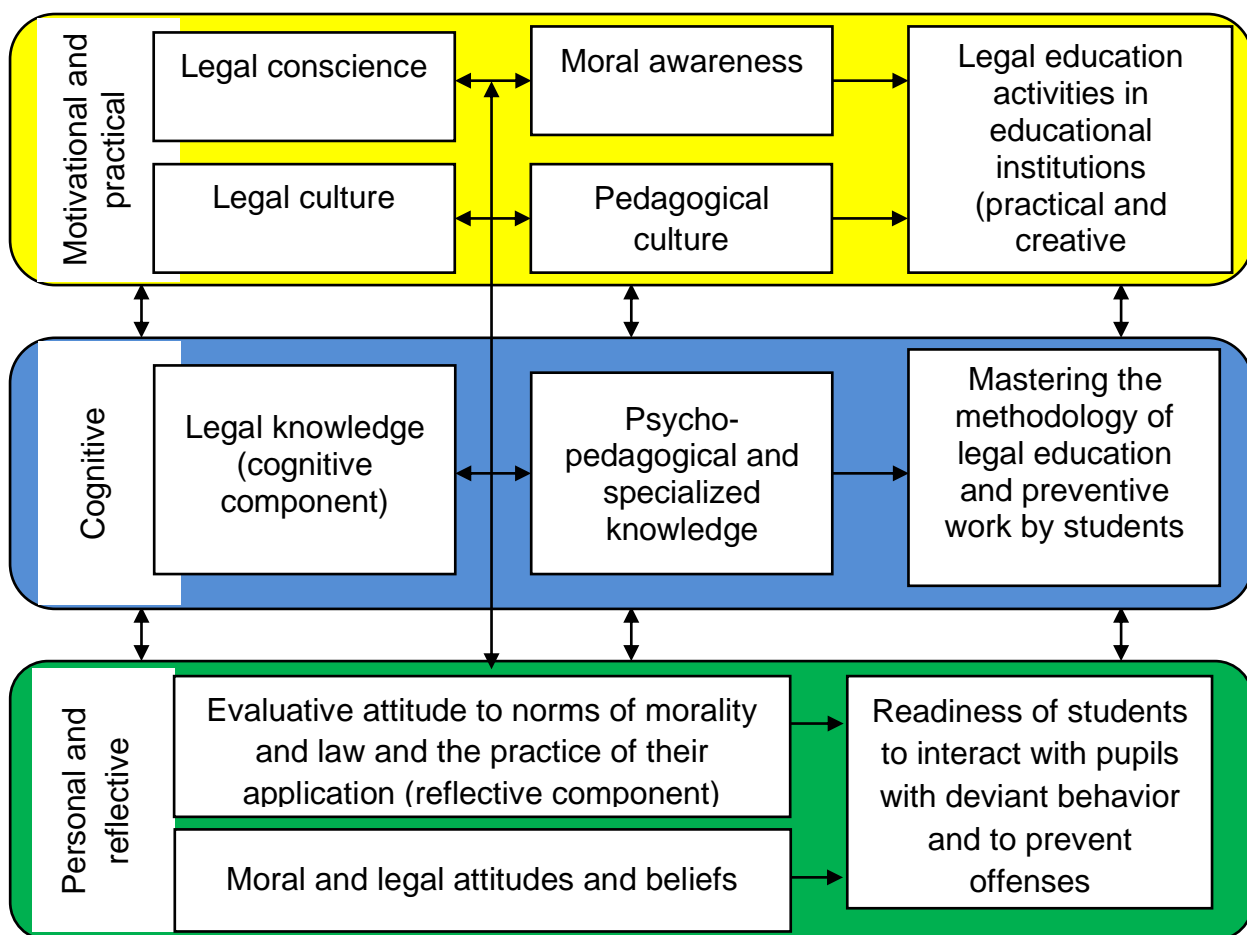 Motivational and
practical
Legal conscience
Moral awareness
Legal education
activities in
educational
institutions
(practical and
creative
Legal culture
Pedagogical
culture
Cognitive
Legal knowledge
(cognitive
component)
Psycho-
pedagogical and
specialized
knowledge
Mastering the
methodology of
legal education
and preventive
work by students
Personal and
reflective
Evaluative attitude to norms of morality
and law and the practice of their
application (reflective component)
Moral and legal attitudes and beliefs
Readiness of students
to interact with pupils
with deviant behavior
and to prevent
offenses